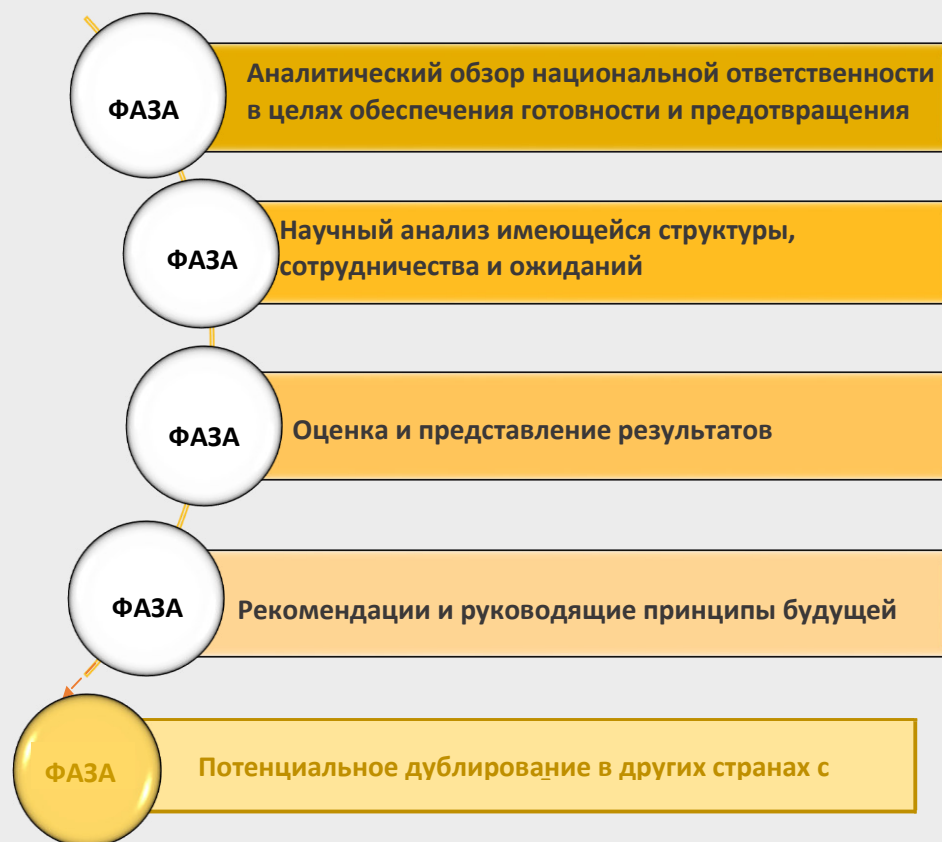 ФАЗА
Аналитический обзор национальной ответственности
в целях обеспечения готовности и предотвращения
ФАЗА
Научный анализ имеющейся структуры,
сотрудничества и ожиданий
ФАЗА
Оценка и представление результатов
ФАЗА
Рекомендации и руководящие принципы будущей
ФАЗА
Потенциальное дублирование в других странах с